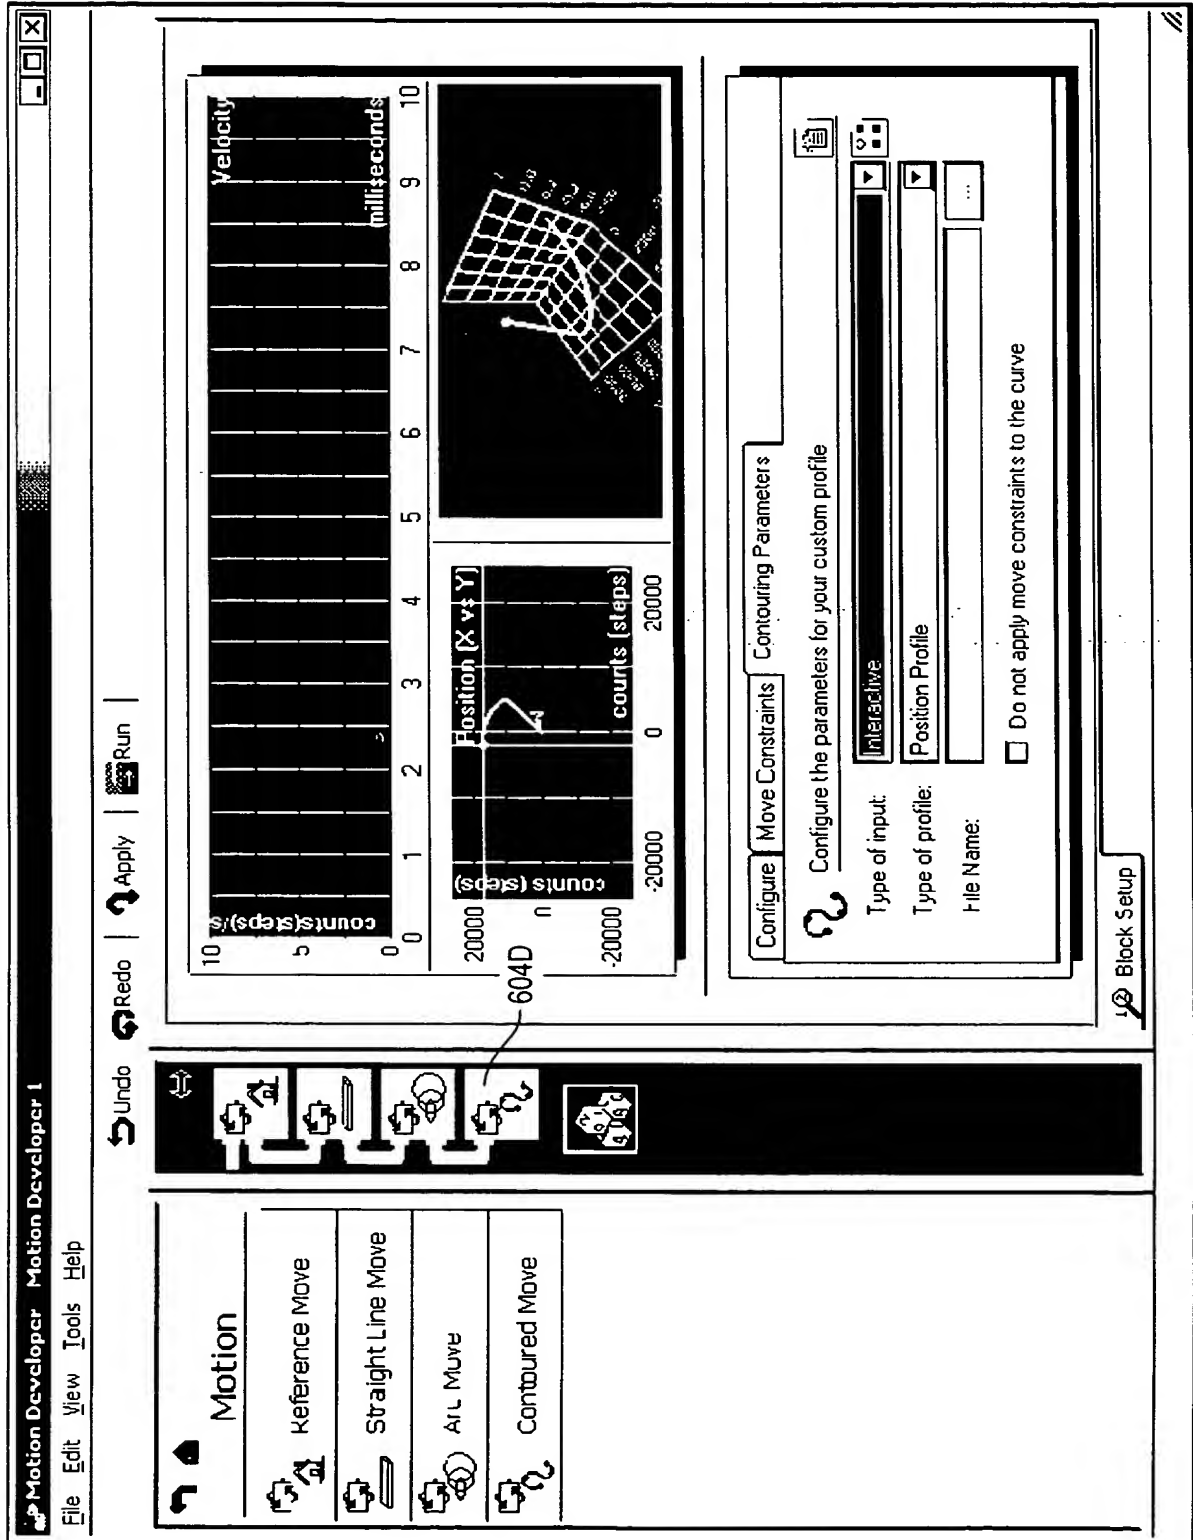 Motion Developer   Motion Developer 1
File Edit View Tools Help
Undo Redo Apply Run
Motion
Reference Move
Straight Line Move
Arc Move
Contoured Move
604D
Velocity
counts(steps)/s
10
5
0
(milliseconds
0 1 2 3 4 5 6 7 8 9 10
Position (X vs Y)
counts (steps)
20000
0
-20000
counts (steps)
-20000 0 20000
Configure Move Constraints Contouring Parameters
Configure the parameters for your custom profile
Type of input: Interactive
Type of profile: Position Profile
File Name: ...
Do not apply move constraints to the curve
Block Setup